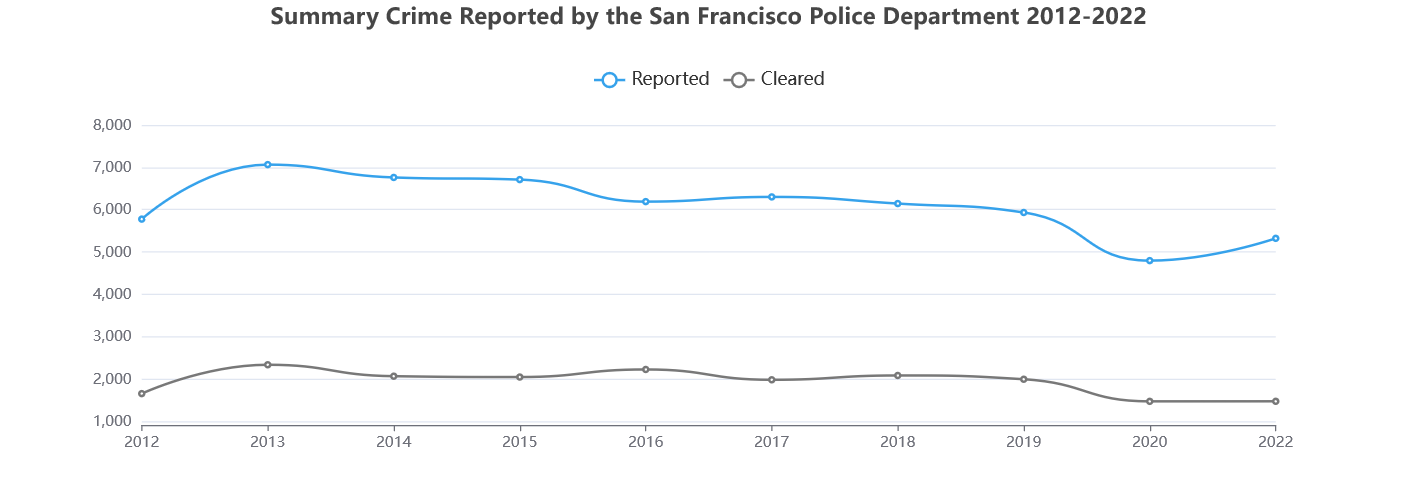 Summary Crime Reported by the San Francisco Police Department 2012-2022
Reported Cleared
8,000
7,000
6,000
5,000
4,000
3,000
2,000
1,000
2012 2013 2014 2015 2016 2017 2018 2019 2020 2022